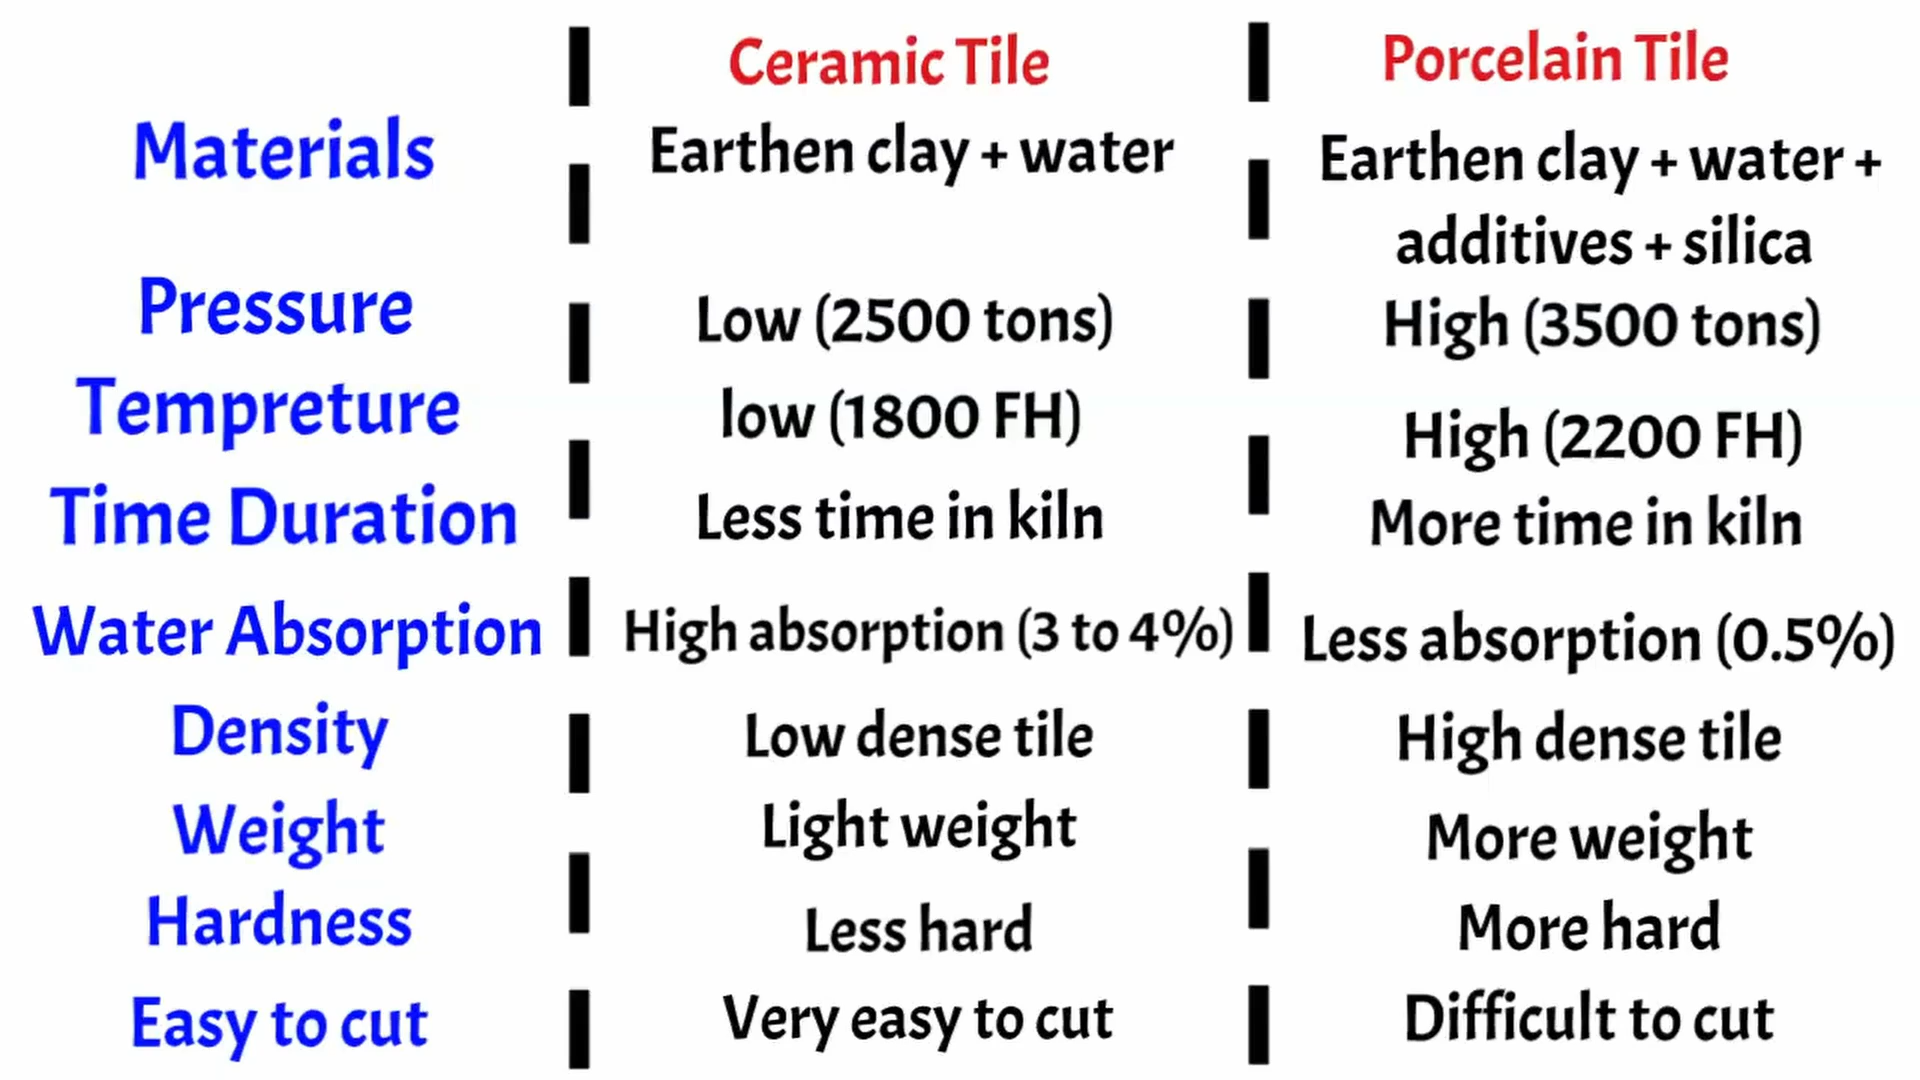 Ceramic Tile Porcelain Tile
Materials Earthen clay + water Earthen clay + water +
additives + silica
Pressure Low (2500 tons) High (3500 tons)
Tempreture low (1800 FH) High (2200 FH)
Time Duration Less time in kiln More time in kiln
Water Absorption High absorption (3 to 4%) Less absorption (0.5%)
Density Low dense tile High dense tile
Weight Light weight More weight
Hardness Less hard More hard
Easy to cut Very easy to cut Difficult to cut